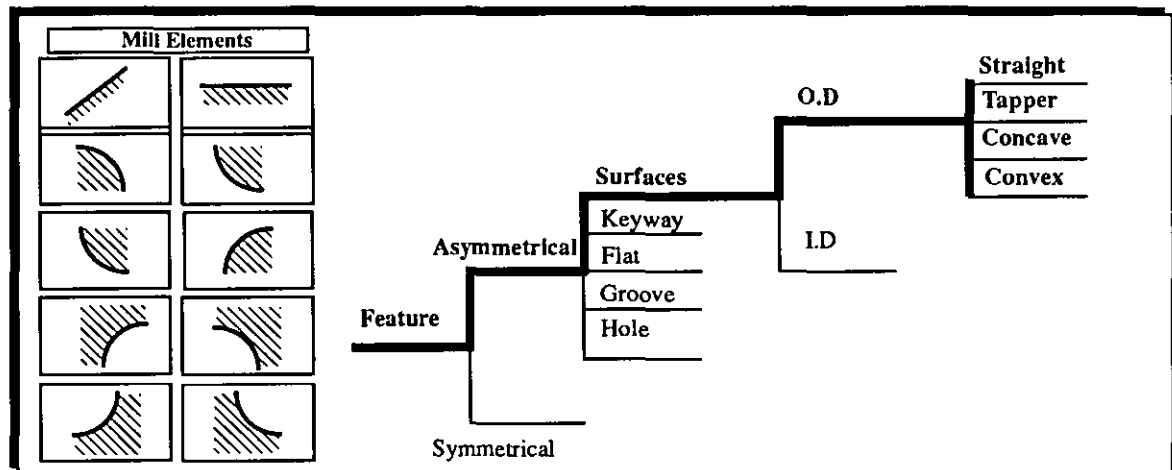 Mill Elements
Feature
Asymmetrical
Symmetrical
Surfaces
Keyway
Flat
Groove
Hole
O.D
I.D
Straight
Tapper
Concave
Convex